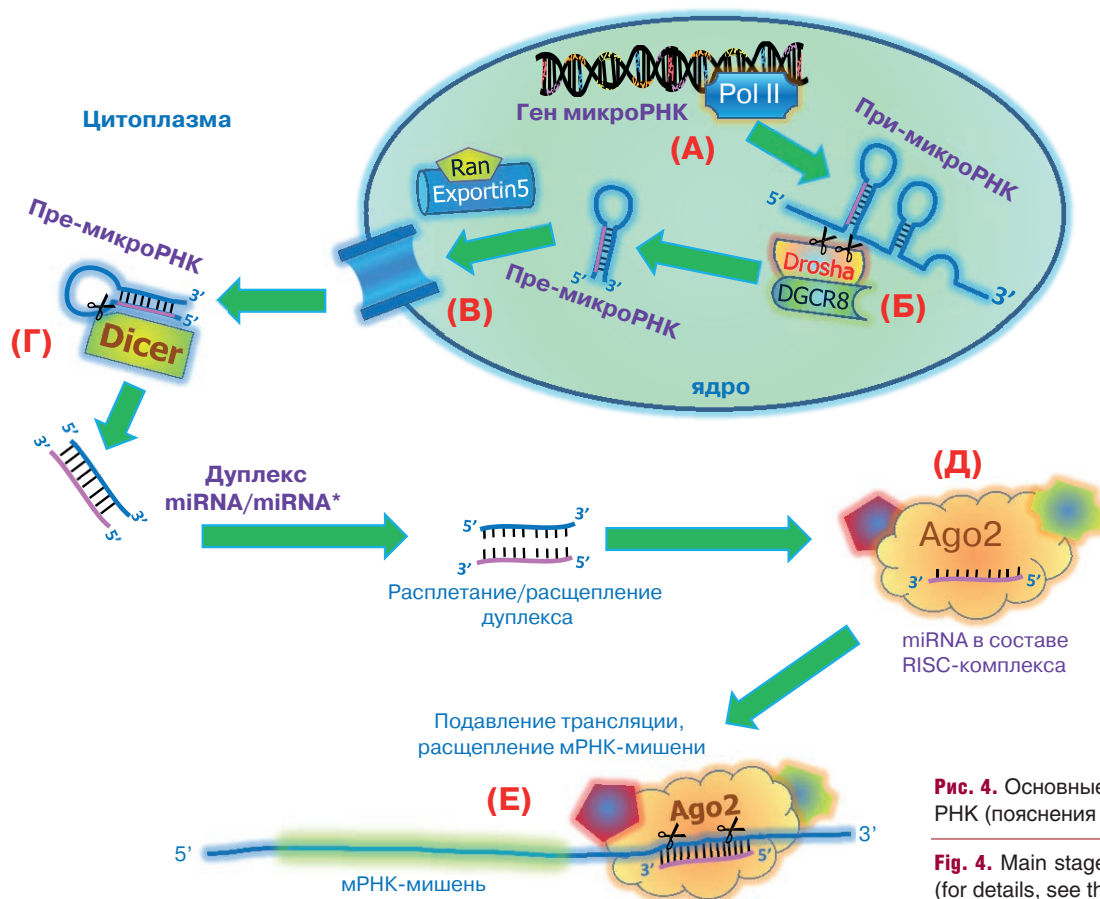 Цитоплазма
Ген микроРНК
Pol II
(А)
При-микроРНК
5’
3’
Drosha
DGCR8
(Б)
Ran
Exportin5
Пре-микроРНК
5’ 3’
(В)
ядро
Пре-микроРНК
3’
5’
Dicer
(Г)
5’
3’
3’
5’
Дуплекс
miRNA/miRNA*
5’
3’
3’
5’
Расплетание/расщепление
дуплекса
(Д)
Ago2
3’
5’
miRNA в составе
RISC-комплекса
Подавление трансляции,
расщепление мРНК-мишени
(Е)
Ago2
5’
3’
3’
5’
мРНК-мишень
Рис. 4. Основные
РНК (пояснения
Fig. 4. Main stage
(for details, see th